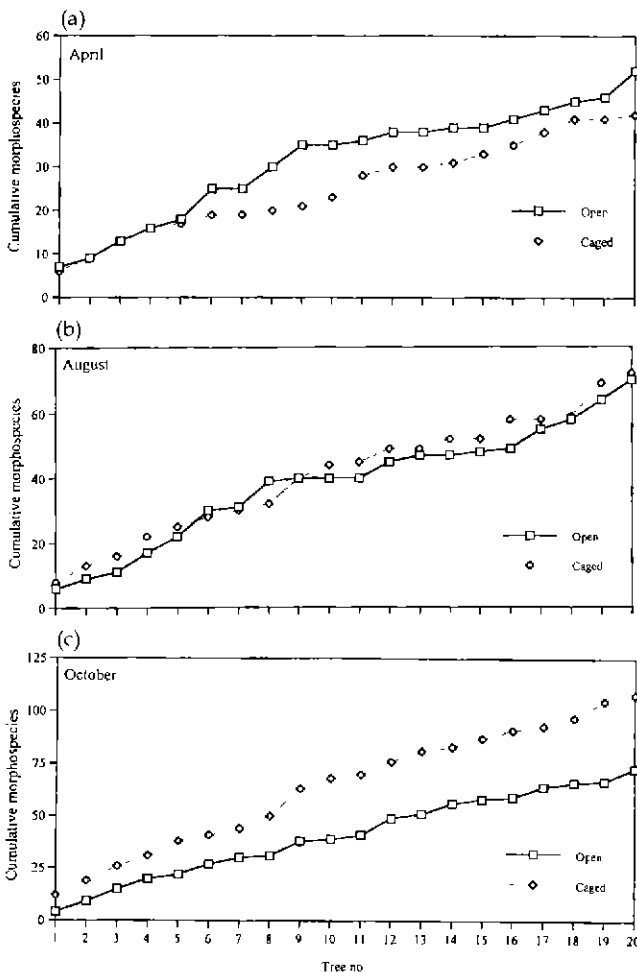 (a)
April
Cumulative morphospecies
60
50
40
30
20
10
0
Open
Caged
(b)
August
Cumulative morphospecies
80
60
40
20
0
Open
Caged
(c)
October
Cumulative morphospecies
125
100
75
50
25
0
Open
Caged
1 2 3 4 5 6 7 8 9 10 11 12 13 14 15 16 17 18 19 20
Tree no